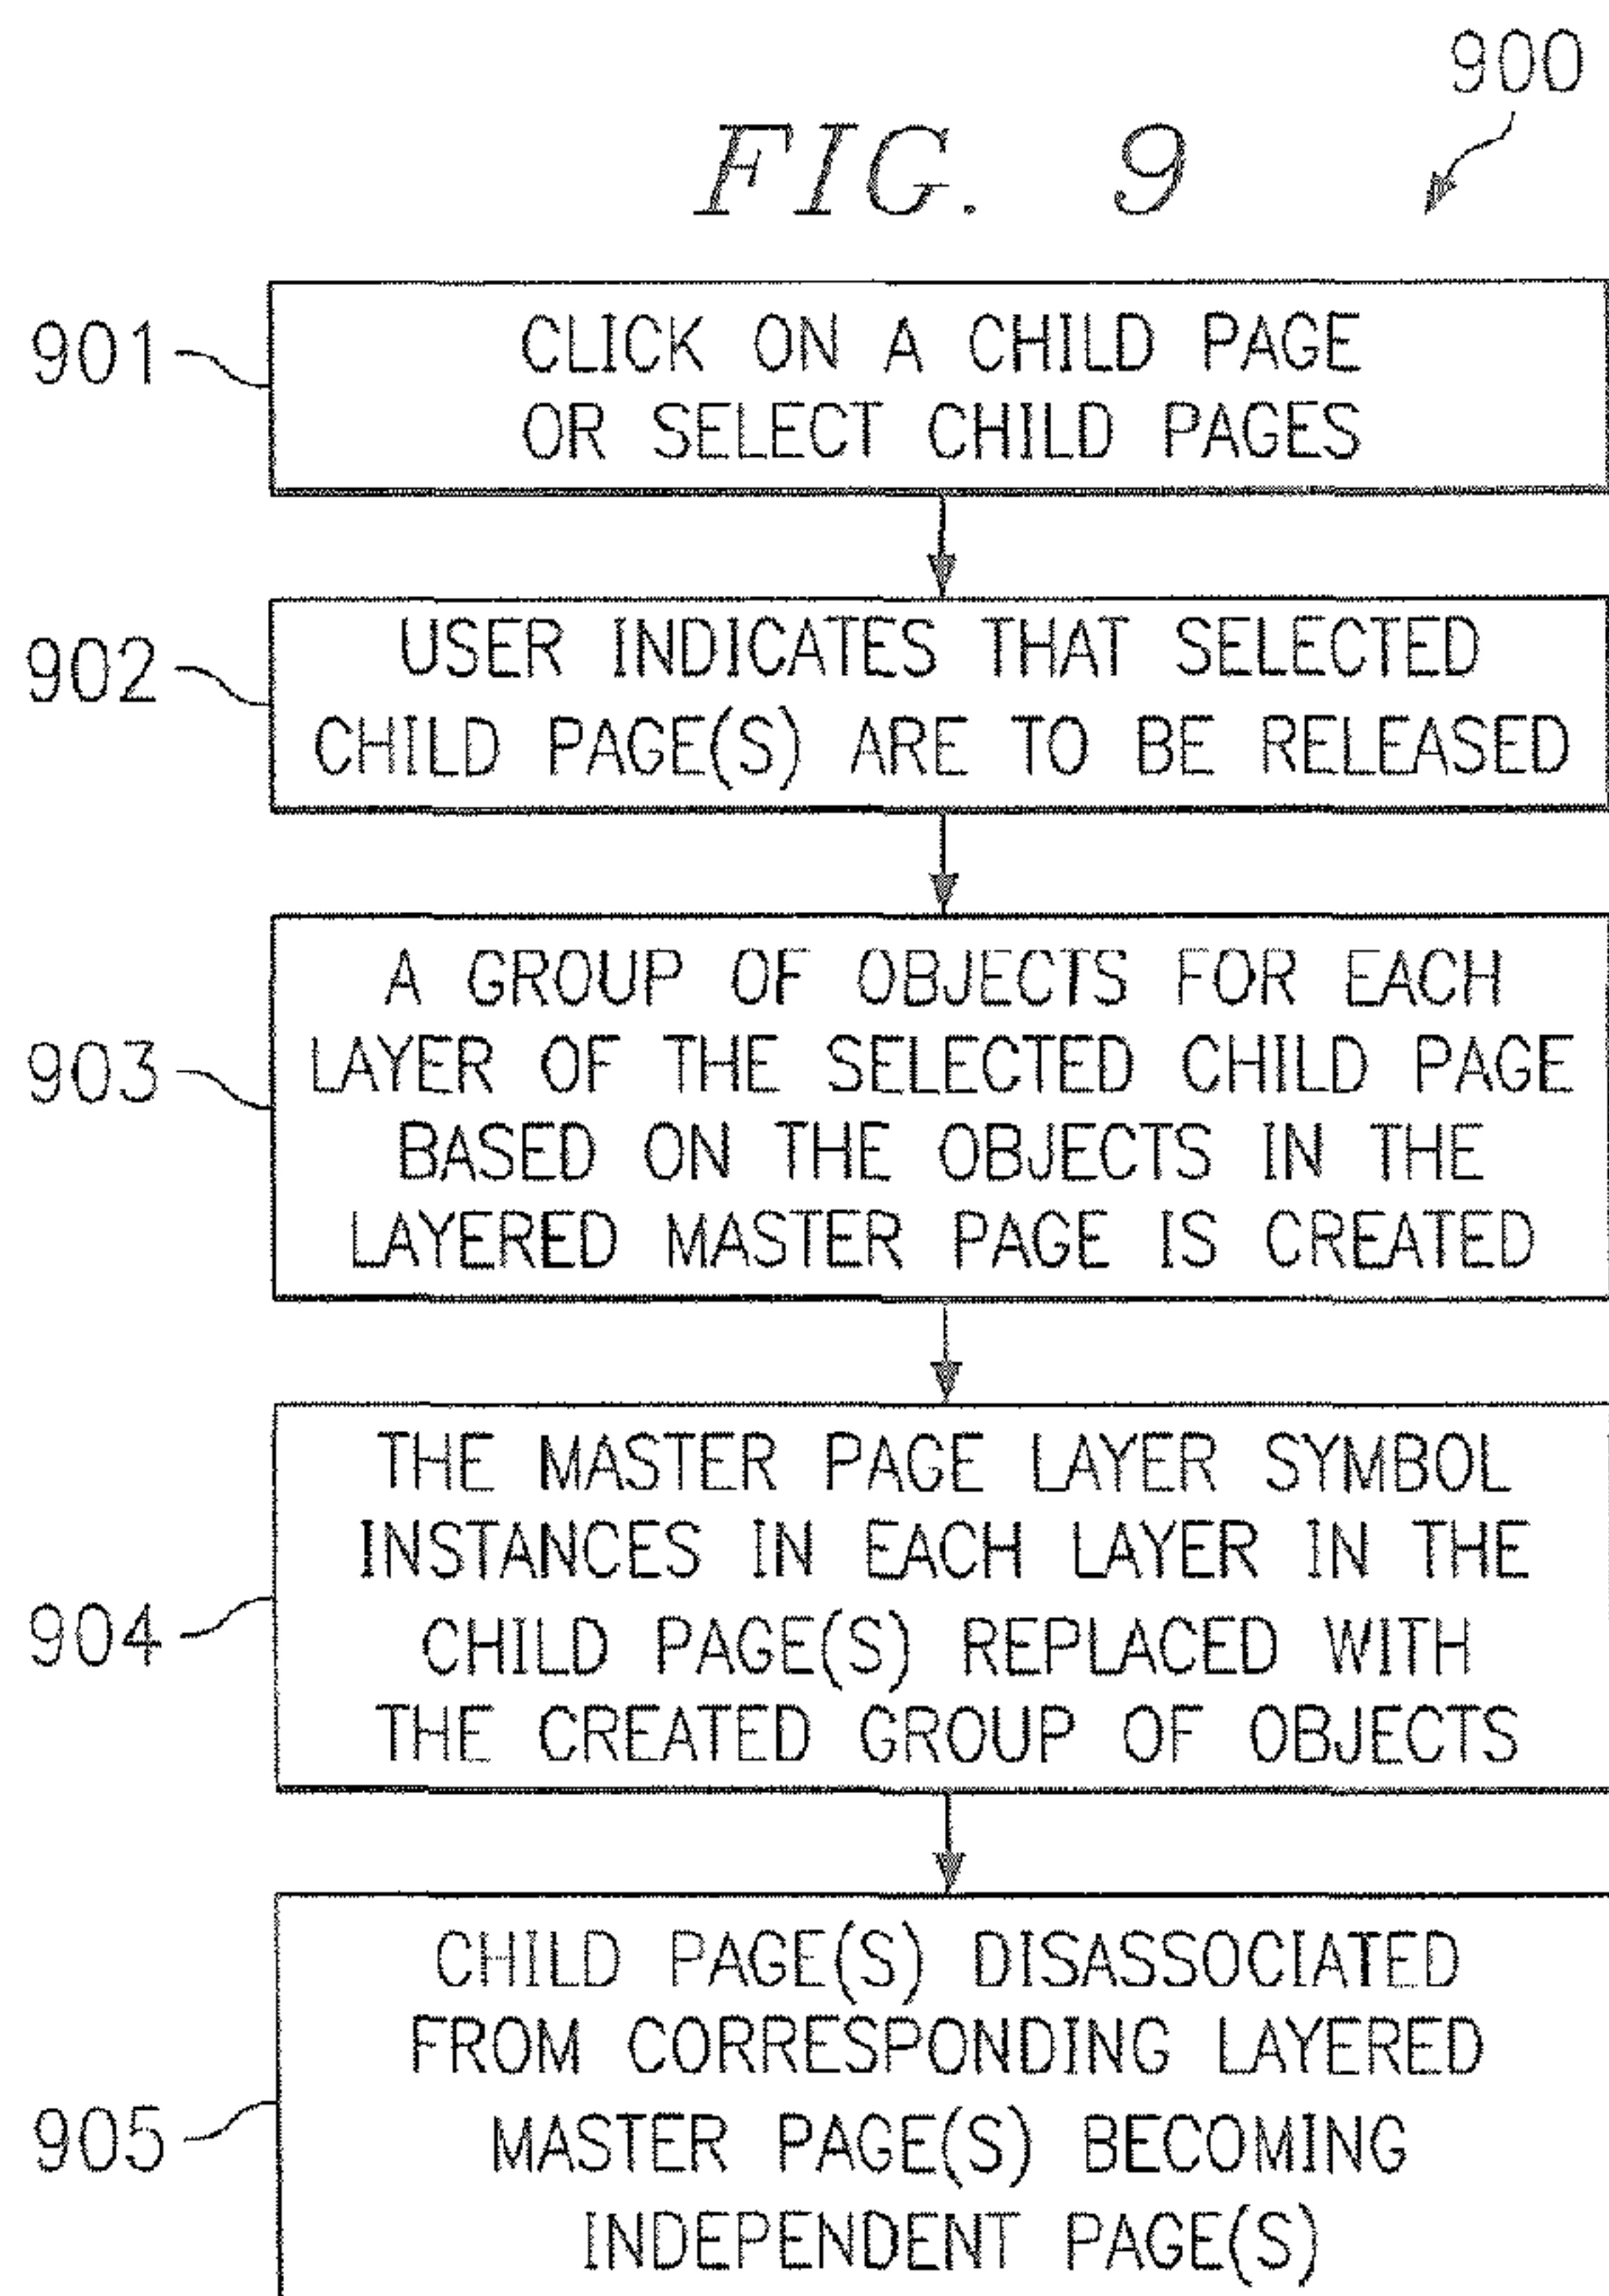 900
FIG. 9
901
CLICK ON A CHILD PAGE
OR SELECT CHILD PAGES
902
USER INDICATES THAT SELECTED
CHILD PAGE(S) ARE TO BE RELEASED
903
A GROUP OF OBJECTS FOR EACH
LAYER OF THE SELECTED CHILD PAGE
BASED ON THE OBJECTS IN THE
LAYERED MASTER PAGE IS CREATED
904
THE MASTER PAGE LAYER SYMBOL
INSTANCES IN EACH LAYER IN THE
CHILD PAGE(S) REPLACED WITH
THE CREATED GROUP OF OBJECTS
905
CHILD PAGE(S) DISASSOCIATED
FROM CORRESPONDING LAYERED
MASTER PAGE(S) BECOMING
INDEPENDENT PAGE(S)